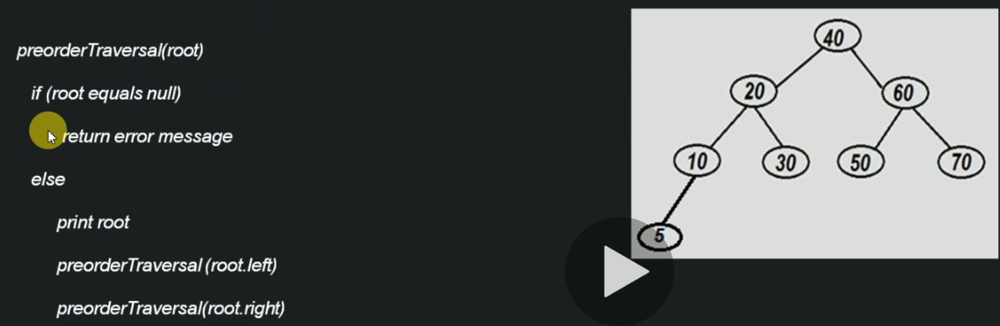 preorderTraversal(root)
if (root equals null)
return error message
else
print root
preorderTraversal (root.left)
preorderTraversal(root.right)
40
20 60
10 30 50 70
5